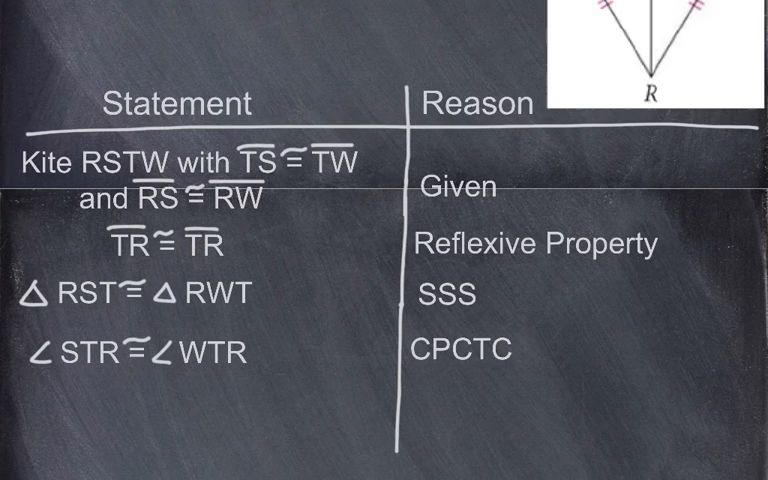 R
Statement Reason
Kite RSTW with TS ≅ TW
and RS ≅ RW Given
TR ≅ TR Reflexive Property
△ RST ≅ △ RWT SSS
∠ STR ≅ ∠ WTR CPCTC